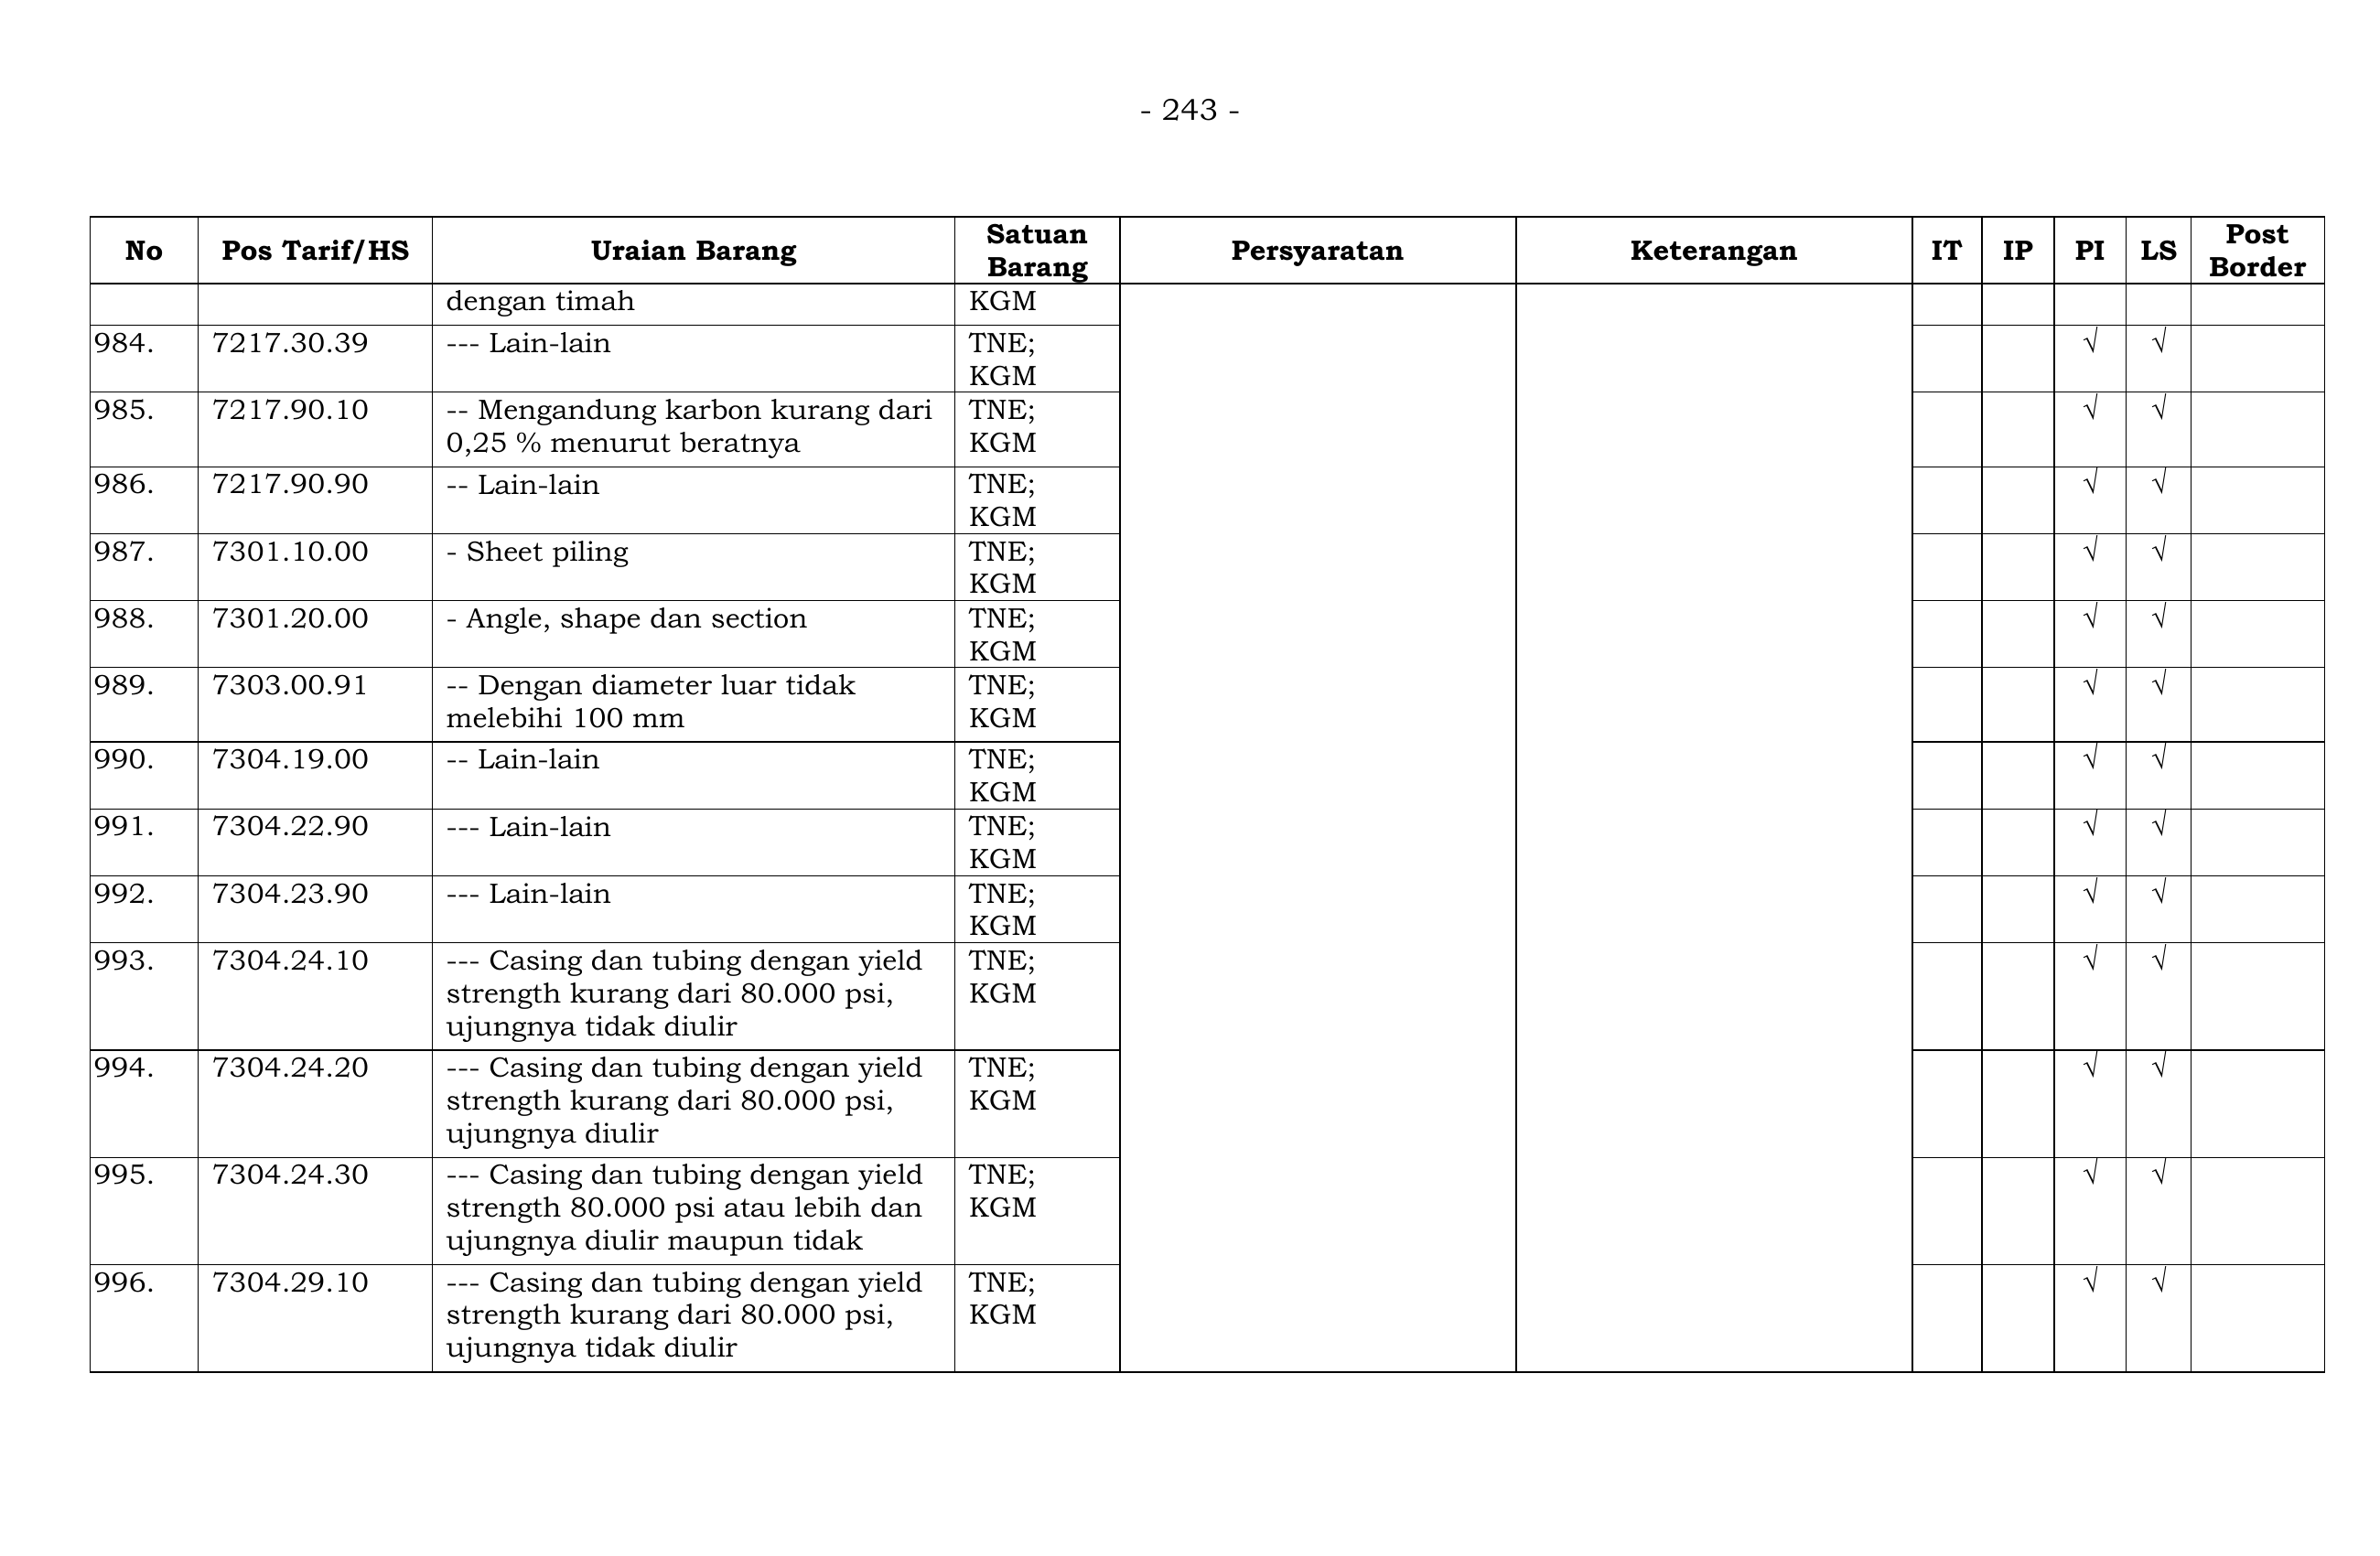 - 243 -
No Pos Tarif/HS Uraian Barang Satuan Barang Persyaratan Keterangan IT IP PI LS Post Border
dengan timah KGM
984. 7217.30.39 --- Lain-lain TNE; √ √
KGM
985. 7217.90.10 -- Mengandung karbon kurang dari TNE; √ √
0,25 % menurut beratnya KGM
986. 7217.90.90 -- Lain-lain TNE; √ √
KGM
987. 7301.10.00 - Sheet piling TNE; √ √
KGM
988. 7301.20.00 - Angle, shape dan section TNE; √ √
KGM
989. 7303.00.91 -- Dengan diameter luar tidak TNE; √ √
melebihi 100 mm KGM
990. 7304.19.00 -- Lain-lain TNE; √ √
KGM
991. 7304.22.90 --- Lain-lain TNE; √ √
KGM
992. 7304.23.90 --- Lain-lain TNE; √ √
KGM
993. 7304.24.10 --- Casing dan tubing dengan yield TNE; √ √
strength kurang dari 80.000 psi, KGM
ujungnya tidak diulir
994. 7304.24.20 --- Casing dan tubing dengan yield TNE; √ √
strength kurang dari 80.000 psi, KGM
ujungnya diulir
995. 7304.24.30 --- Casing dan tubing dengan yield TNE; √ √
strength 80.000 psi atau lebih dan KGM
ujungnya diulir maupun tidak
996. 7304.29.10 --- Casing dan tubing dengan yield TNE; √ √
strength kurang dari 80.000 psi, KGM
ujungnya tidak diulir